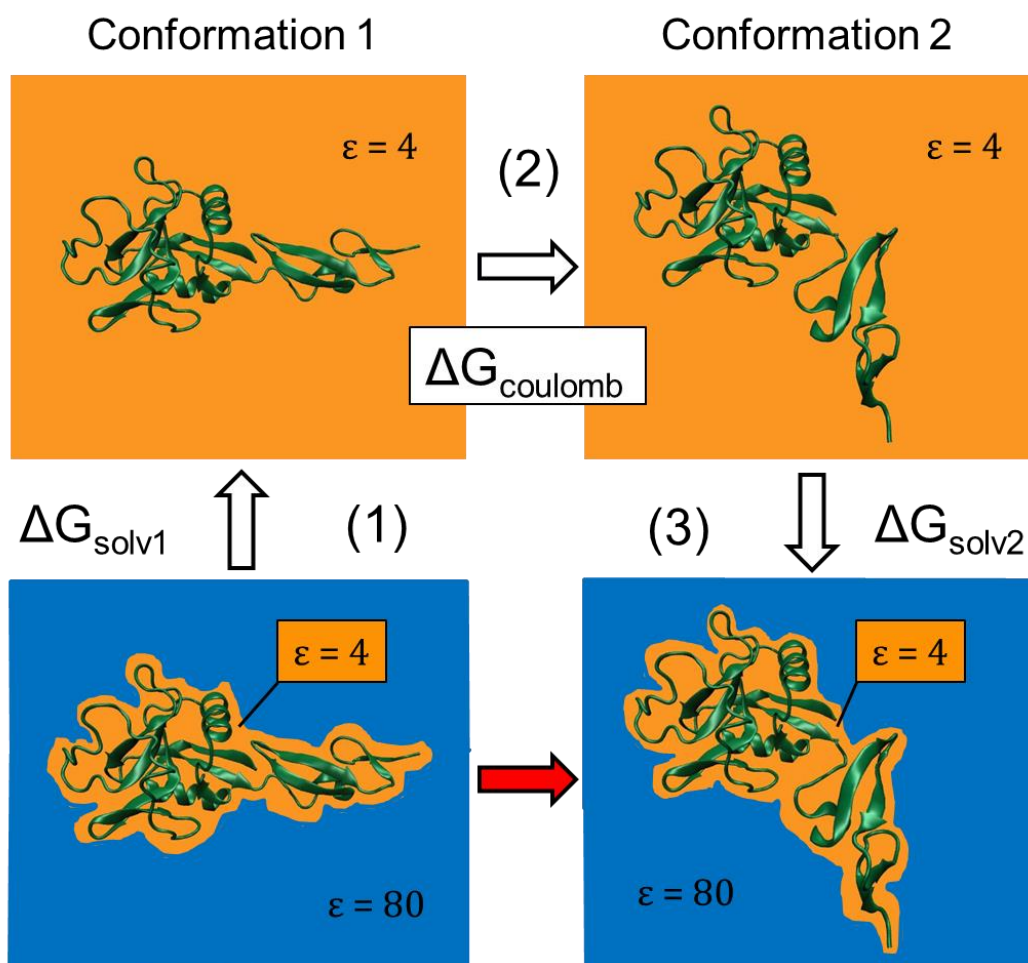 Conformation 1
Conformation 2
ε = 4
(2)
ε = 4
ΔGcoulomb
ΔGsolv1
(1)
(3)
ΔGsolv2
ε = 4
ε = 4
ε = 80
ε = 80